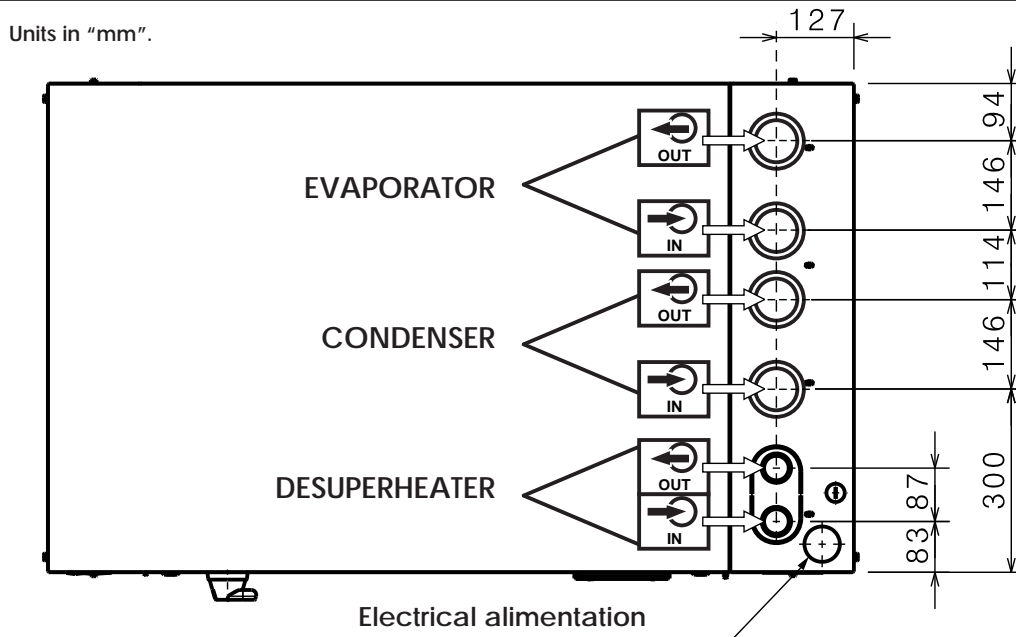 Units in “mm”.
127
94
OUT
EVAPORATOR
146
IN
114
OUT
CONDENSER
146
IN
300
OUT
DESUPERHEATER
87
IN
83
Electrical alimentation